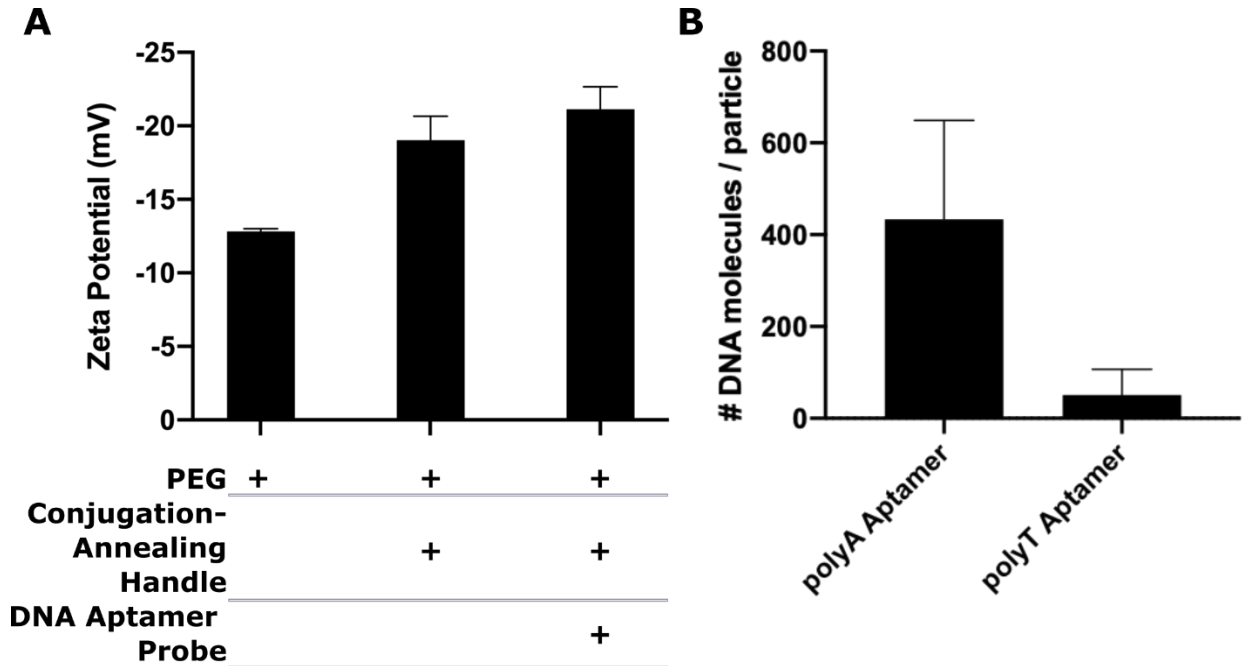 A
-25
-20
-15
-10
-5
0
Zeta Potential (mV)
PEG + + +
Conjugation-
Annealing + +
Handle
DNA Aptamer
Probe +
B
800
600
400
200
0
# DNA molecules / particle
polyA Aptamer
polyT Aptamer